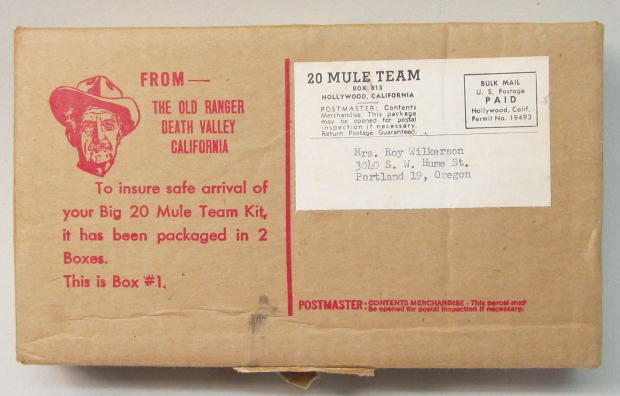 FROM—
THE OLD RANGER
DEATH VALLEY
CALIFORNIA
To insure safe arrival of
your Big 20 Mule Team Kit,
it has been packaged in 2
Boxes.
This is Box #1.
20 MULE TEAM
BOX 915
HOLLYWOOD, CALIFORNIA
POSTMASTER: Contents
Merchandise. This package
may be opened for postal
inspection if necessary.
Return Postage Guaranteed.
BULK MAIL
U. S. Postage
PAID
Hollywood, Calif.
Permit No. 19493
Mrs. Roy Wilkerson
3040 S. W. Hume St.
Portland 19, Oregon
POSTMASTER: CONTENTS MERCHANDISE - This parcel may
be opened for postal inspection if necessary.